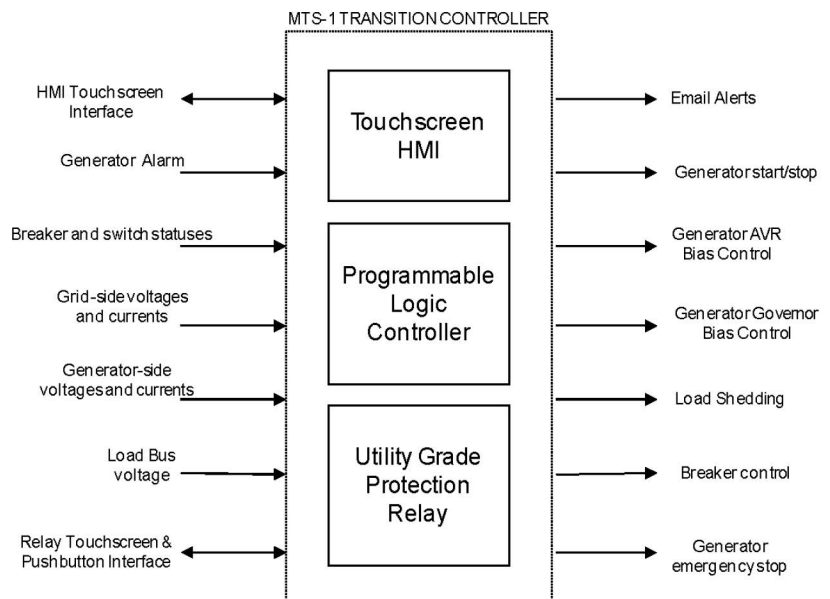 MTS-1 TRANSITION CONTROLLER
HMI Touchscreen
Interface
Generator Alarm
Breaker and switch statuses
Grid-side voltages
and currents
Generator-side
voltages and currents
Load Bus
voltage
Relay Touchscreen &
Pushbutton Interface
Touchscreen
HMI
Programmable
Logic
Controller
Utility Grade
Protection
Relay
Email Alerts
Generator start/stop
Generator AVR
Bias Control
Generator Governor
Bias Control
Load Shedding
Breaker control
Generator
emergency stop